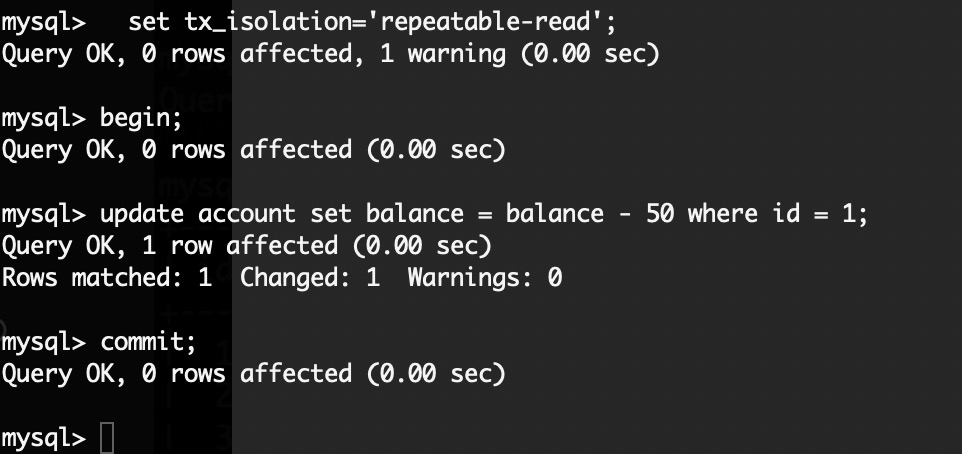 mysql>   set tx_isolation='repeatable-read';
Query OK, 0 rows affected, 1 warning (0.00 sec)
mysql> begin;
Query OK, 0 rows affected (0.00 sec)
mysql> update account set balance = balance - 50 where id = 1;
Query OK, 1 row affected (0.00 sec)
Rows matched: 1  Changed: 1  Warnings: 0
mysql> commit;
Query OK, 0 rows affected (0.00 sec)
mysql>